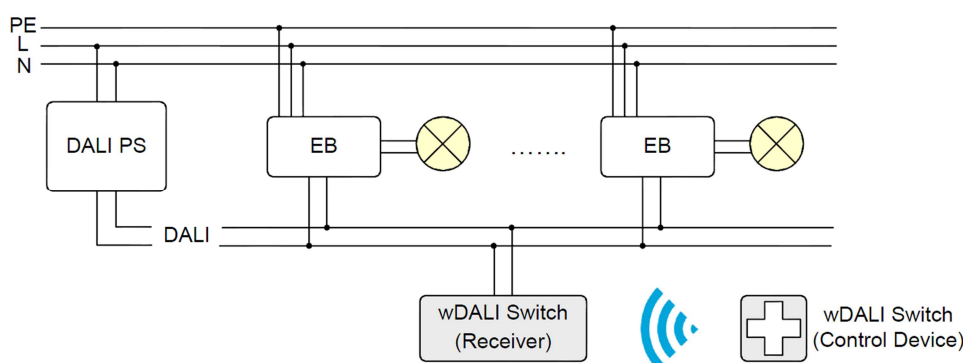 PE
L
N
DALI PS
EB
.......
EB
DALI
wDALI Switch
(Receiver)
wDALI Switch
(Control Device)